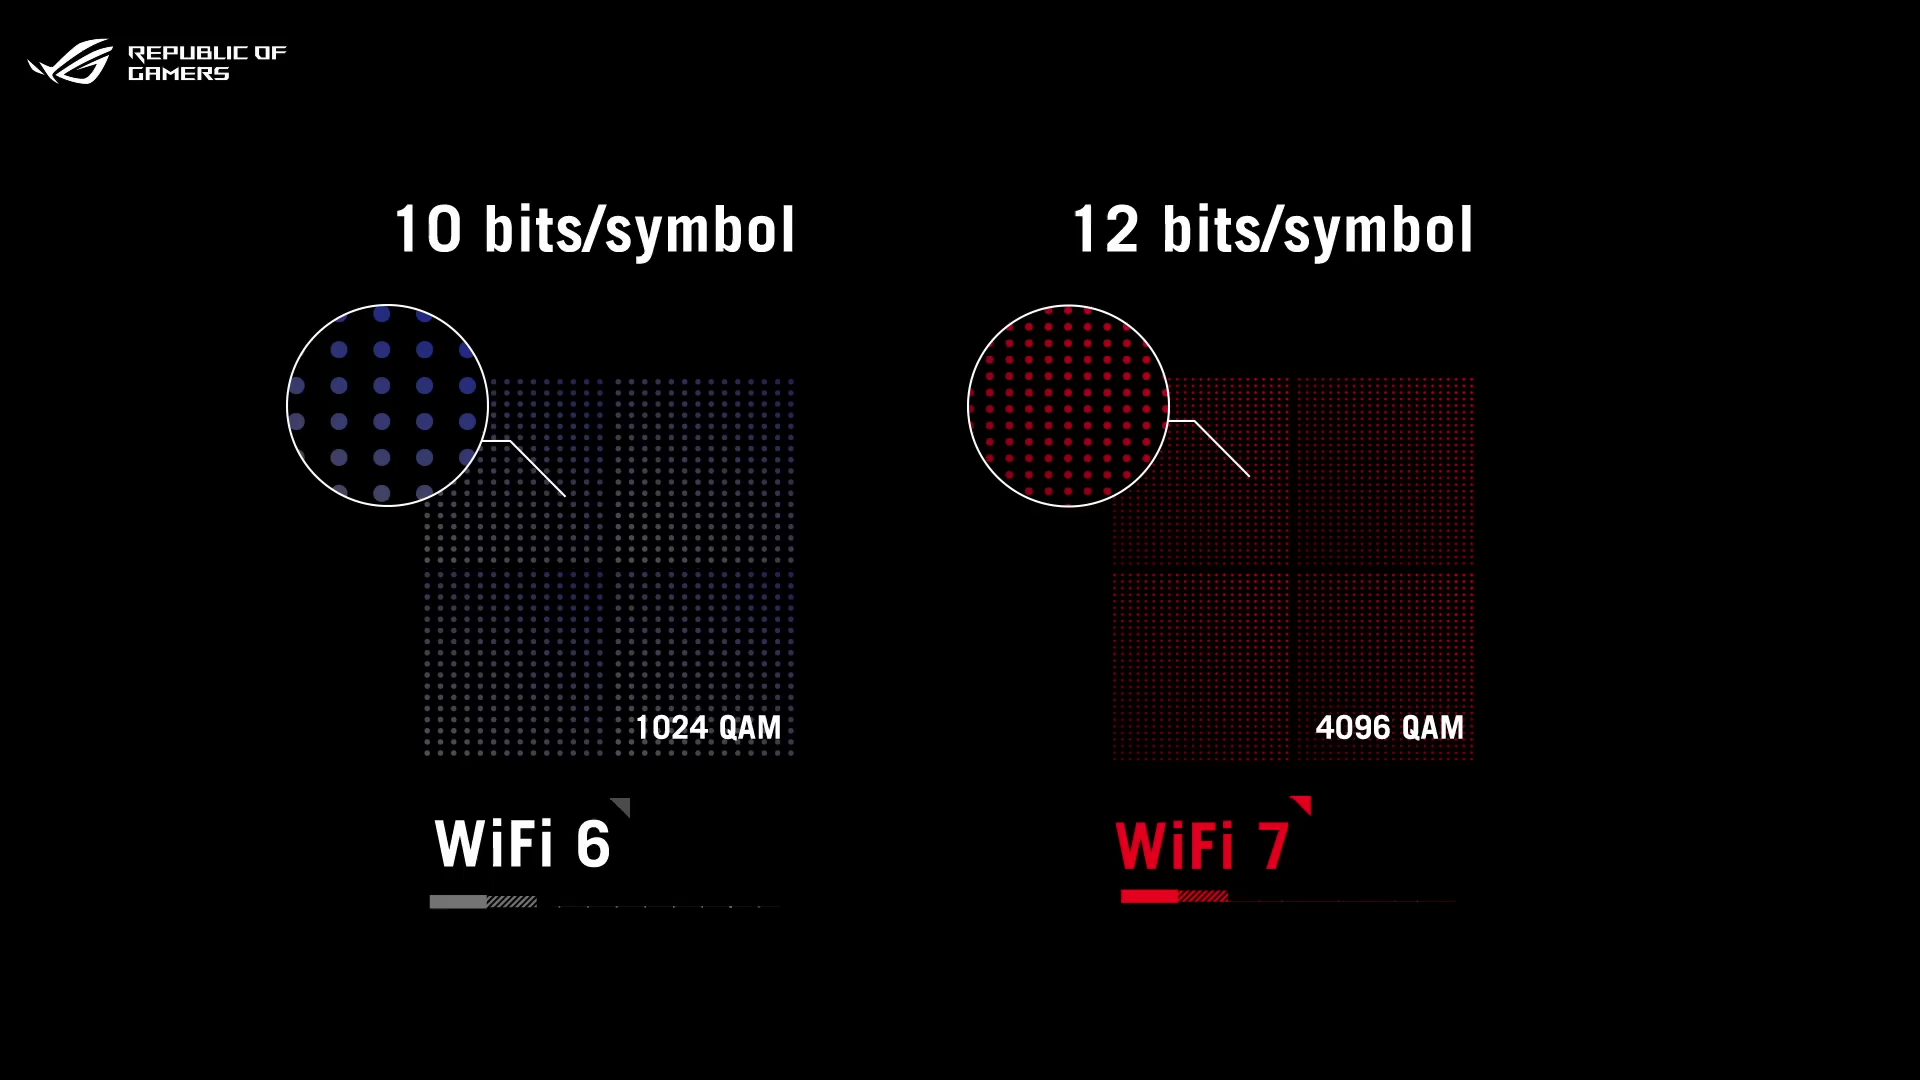 REPUBLIC OF
GAMERS
10 bits/symbol
12 bits/symbol
1024 QAM
4096 QAM
WiFi 6
WiFi 7